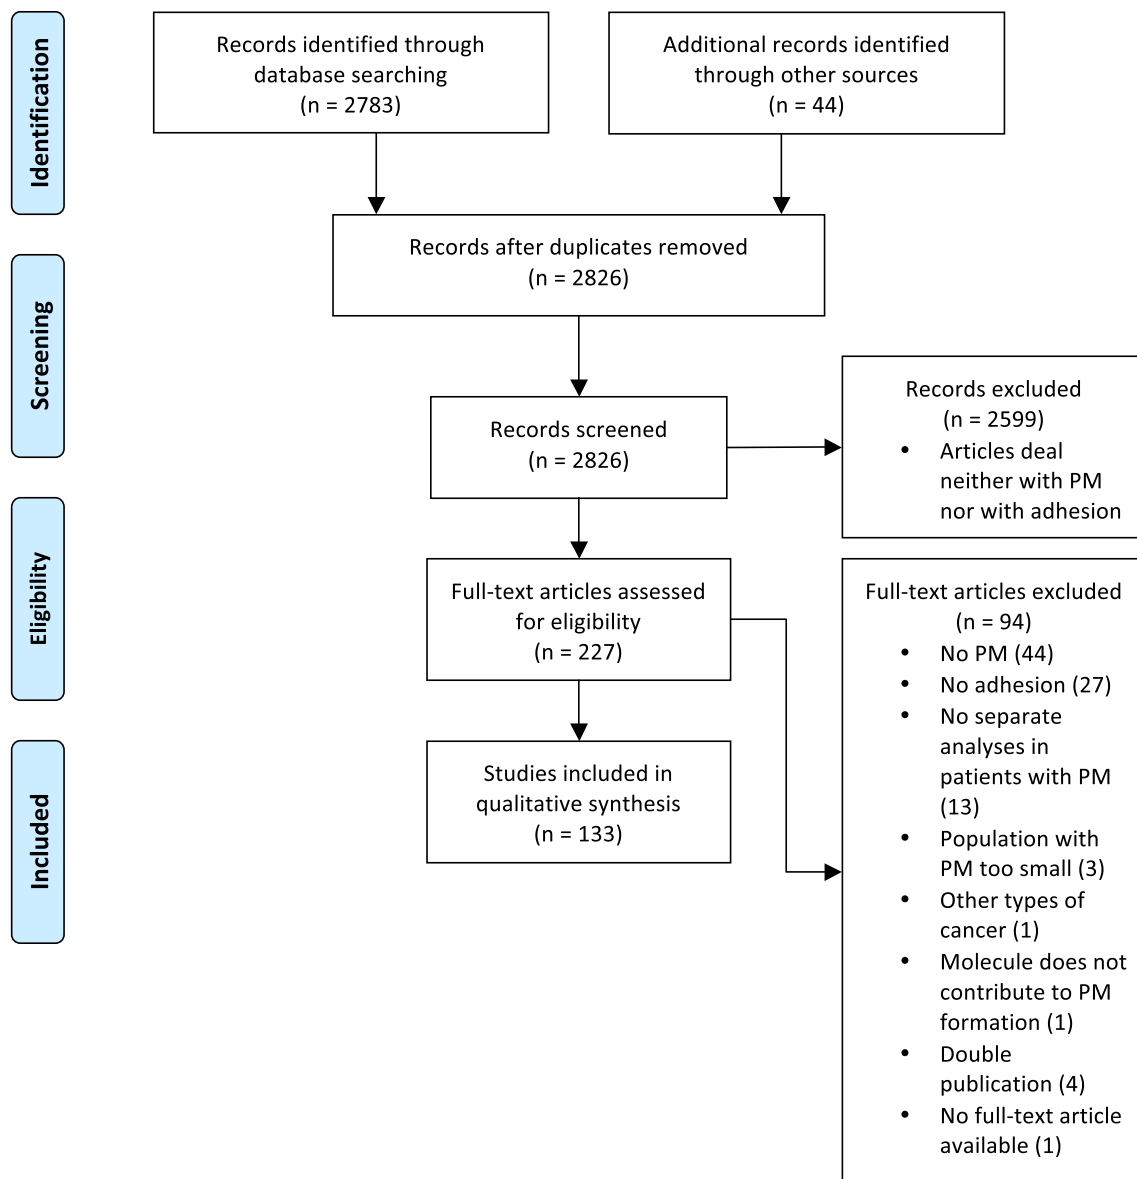 Identification
Records identified through
database searching
(n = 2783)
Additional records identified
through other sources
(n = 44)
Records after duplicates removed
(n = 2826)
Screening
Records screened
(n = 2826)
Records excluded
(n = 2599)
• Articles deal
neither with PM
nor with adhesion
Eligibility
Full-text articles assessed
for eligibility
(n = 227)
Full-text articles excluded
(n = 94)
• No PM (44)
• No adhesion (27)
• No separate
analyses in
patients with PM
(13)
• Population with
PM too small (3)
• Other types of
cancer (1)
• Molecule does not
contribute to PM
formation (1)
• Double
publication (4)
• No full-text article
available (1)
Included
Studies included in
qualitative synthesis
(n = 133)